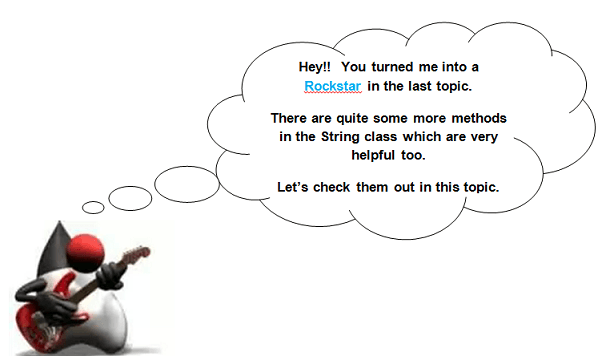 Hey!!  You turned me into a
Rockstar in the last topic.
There are quite some more methods
in the String class which are very
helpful too.
Let's check them out in this topic.